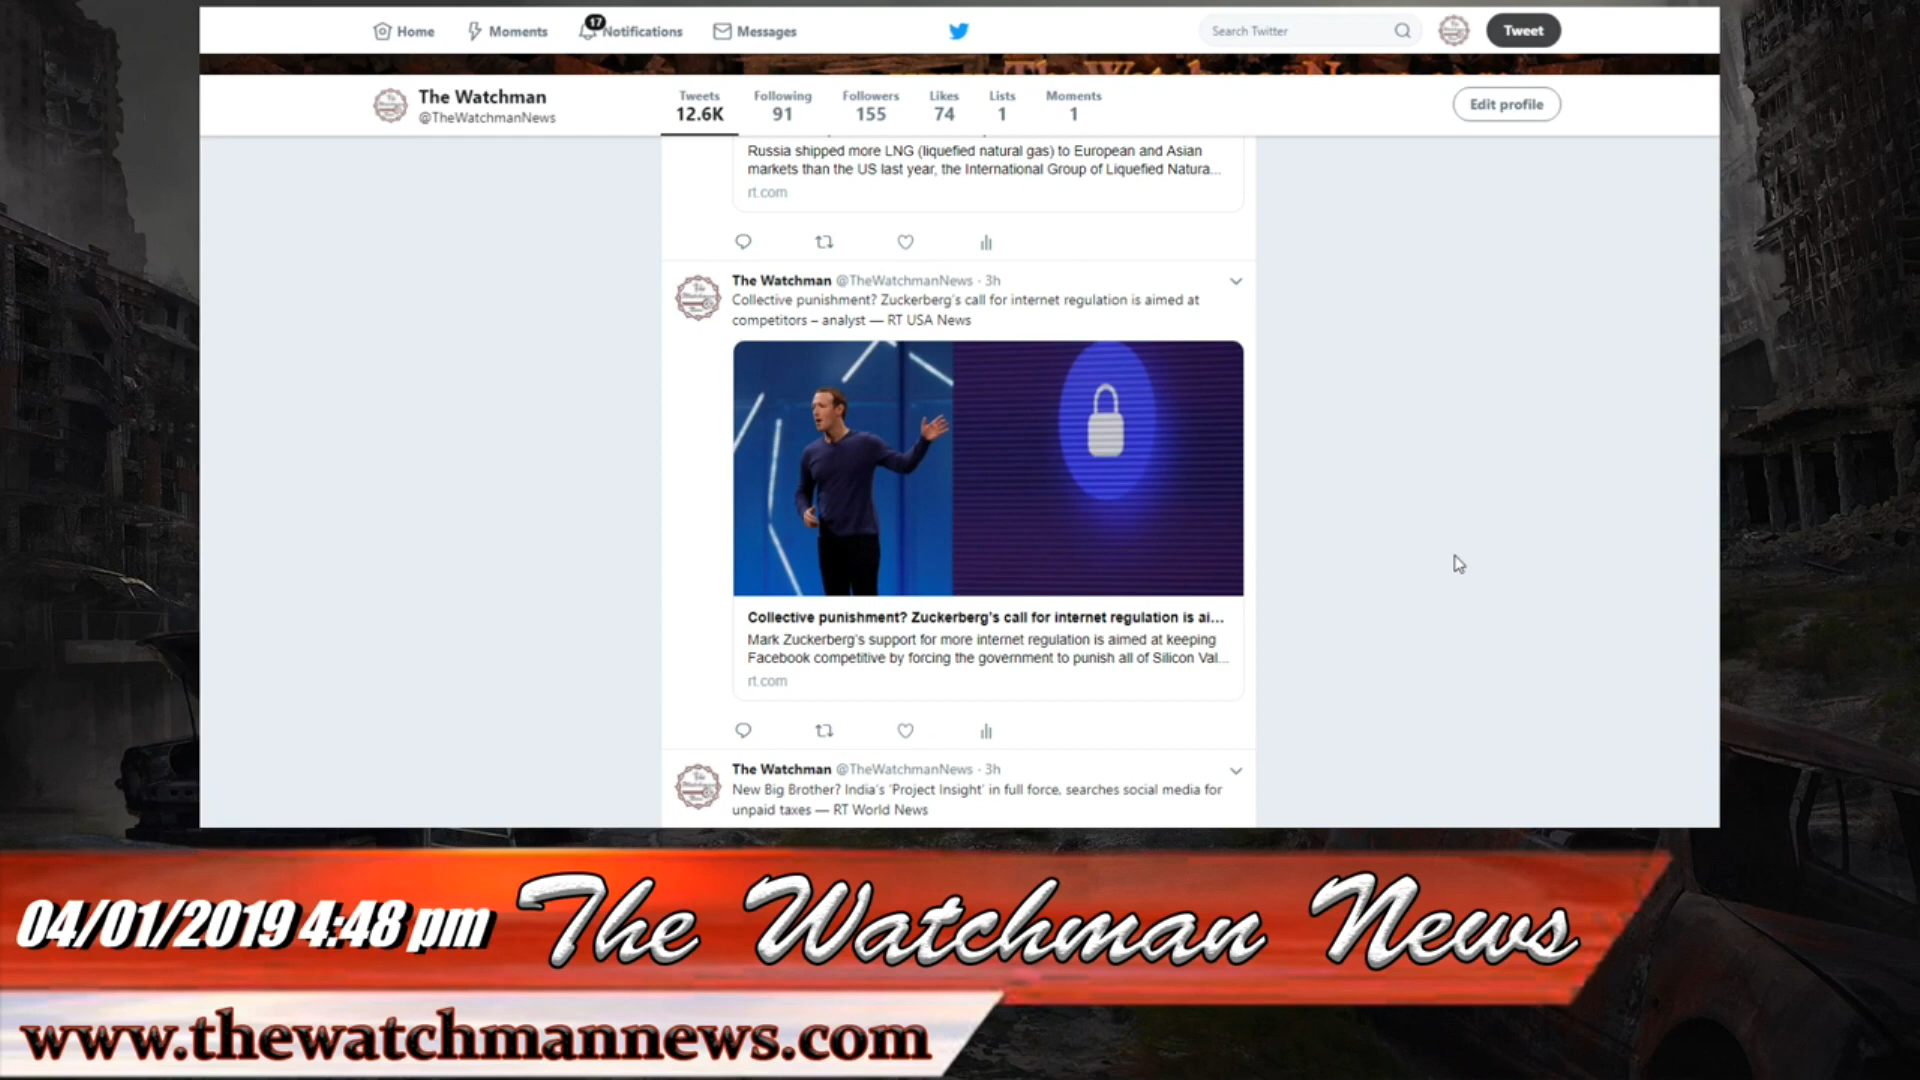 Home
Moments
17
Notifications
Messages
Search Twitter
Tweet
The Watchman
@TheWatchmanNews
Tweets
12.6K
Following
91
Followers
155
Likes
74
Lists
1
Moments
1
Edit profile
Russia shipped more LNG (liquefied natural gas) to European and Asian
markets than the US last year, the International Group of Liquefied Natura...
rt.com
The Watchman @TheWatchmanNews · 3h
Collective punishment? Zuckerberg's call for internet regulation is aimed at
competitors – analyst — RT USA News
Collective punishment? Zuckerberg's call for internet regulation is ai...
Mark Zuckerberg's support for more internet regulation is aimed at keeping
Facebook competitive by forcing the government to punish all of Silicon Val...
rt.com
The Watchman @TheWatchmanNews · 3h
New Big Brother? India's 'Project Insight' in full force, searches social media for
unpaid taxes — RT World News
04/01/2019 4:48 pm
The Watchman News
www.thewatchmannews.com